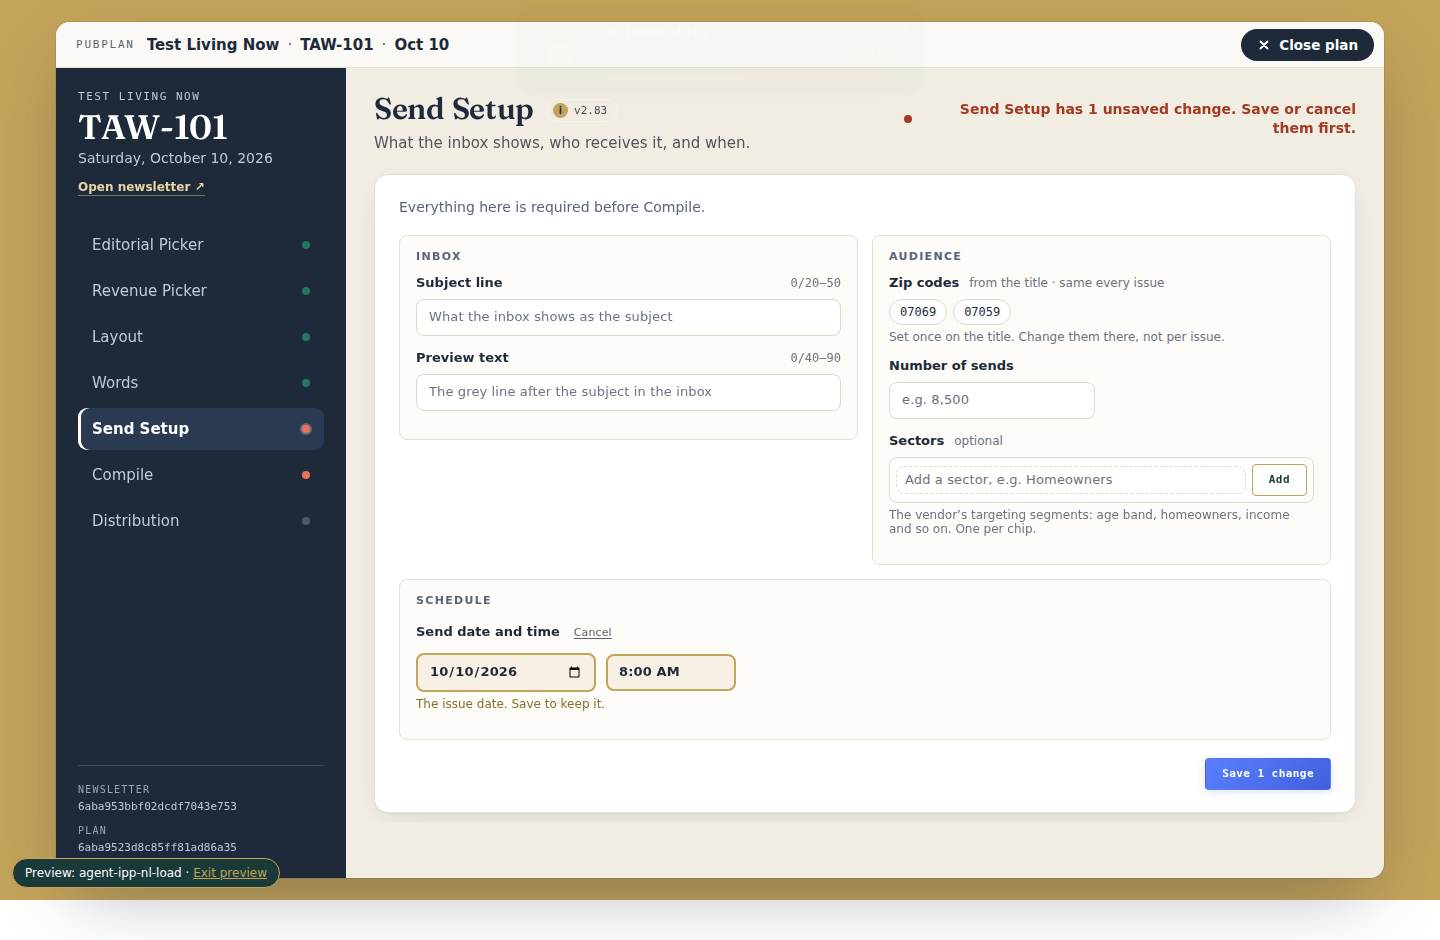 PUBPLAN Test Living Now · TAW-101 · Oct 10
✕ Close plan
TEST LIVING NOW
TAW-101
Saturday, October 10, 2026
Open newsletter ↗
Editorial Picker
Revenue Picker
Layout
Words
Send Setup
Compile
Distribution
NEWSLETTER
6aba953bbf02dcdf7043e753
PLAN
6aba9523d8c85ff81ad86a35
Preview: agent-ipp-nl-load · Exit preview
Send Setup i v2.83
What the inbox shows, who receives it, and when.
Send Setup has 1 unsaved change. Save or cancel
them first.
Everything here is required before Compile.
INBOX
Subject line 0/20–50
What the inbox shows as the subject
Preview text 0/40–90
The grey line after the subject in the inbox
AUDIENCE
Zip codes from the title · same every issue
07069 07059
Set once on the title. Change them there, not per issue.
Number of sends
e.g. 8,500
Sectors optional
Add a sector, e.g. Homeowners Add
The vendor’s targeting segments: age band, homeowners, income
and so on. One per chip.
SCHEDULE
Send date and time Cancel
10/10/2026 8:00 AM
The issue date. Save to keep it.
Save 1 change